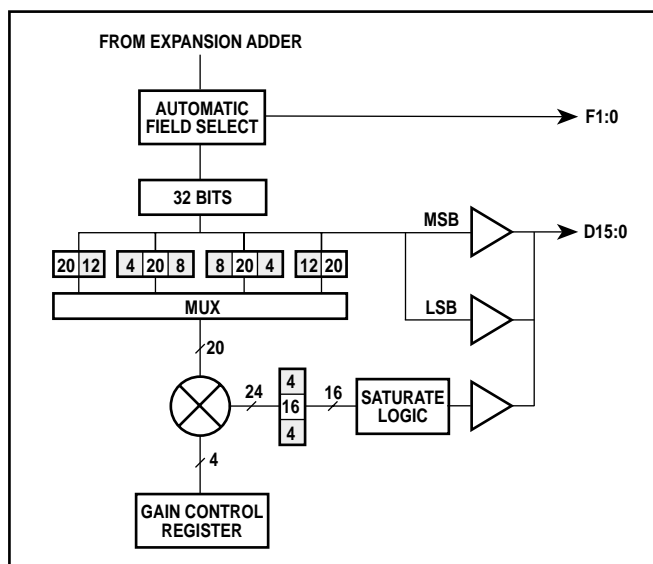 FROM EXPANSION ADDER
AUTOMATIC
FIELD SELECT
F1:0
32 BITS
MSB
D15:0
20 12
4 20 8
8 20 4
12 20
MUX
LSB
20
24
4
16
4
16
SATURATE
LOGIC
4
GAIN CONTROL
REGISTER